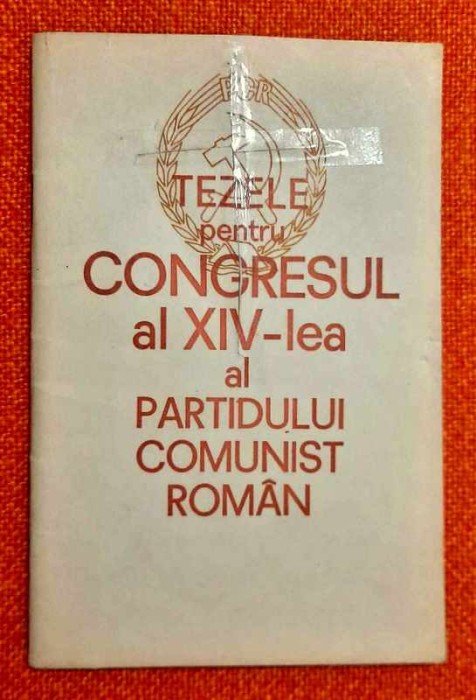 PCR
TEZELE
pentru
CONGRESUL
al XIV-lea
al
PARTIDULUI
COMUNIST
ROMÂN